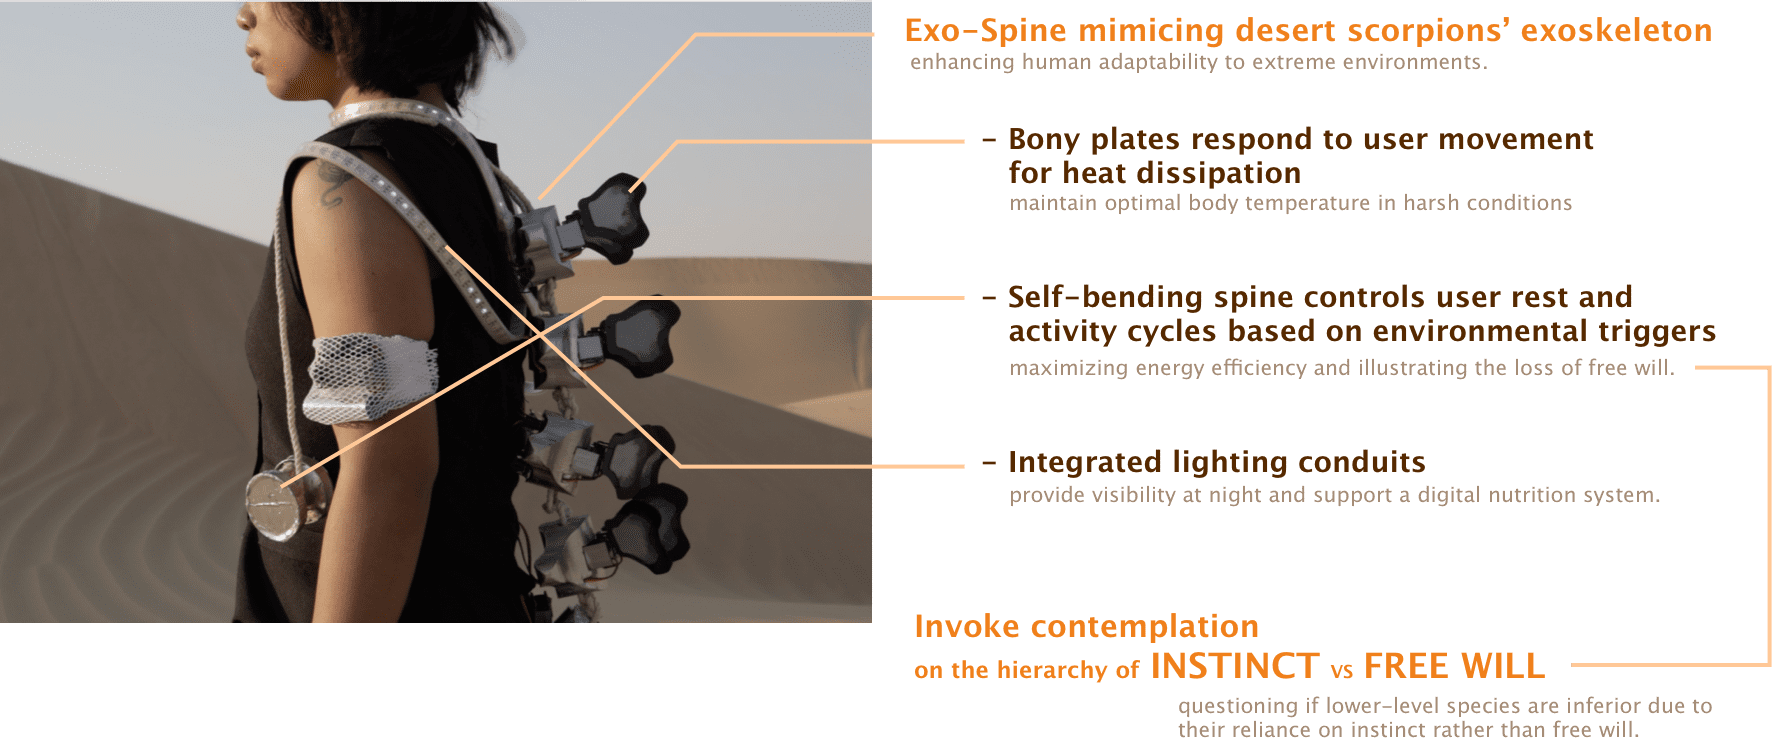 Exo-Spine mimicing desert scorpions’ exoskeleton
enhancing human adaptability to extreme environments.
- Bony plates respond to user movement
for heat dissipation
maintain optimal body temperature in harsh conditions
- Self-bending spine controls user rest and
activity cycles based on environmental triggers
maximizing energy efficiency and illustrating the loss of free will.
- Integrated lighting conduits
provide visibility at night and support a digital nutrition system.
Invoke contemplation
on the hierarchy of INSTINCT vs FREE WILL
questioning if lower-level species are inferior due to
their reliance on instinct rather than free will.